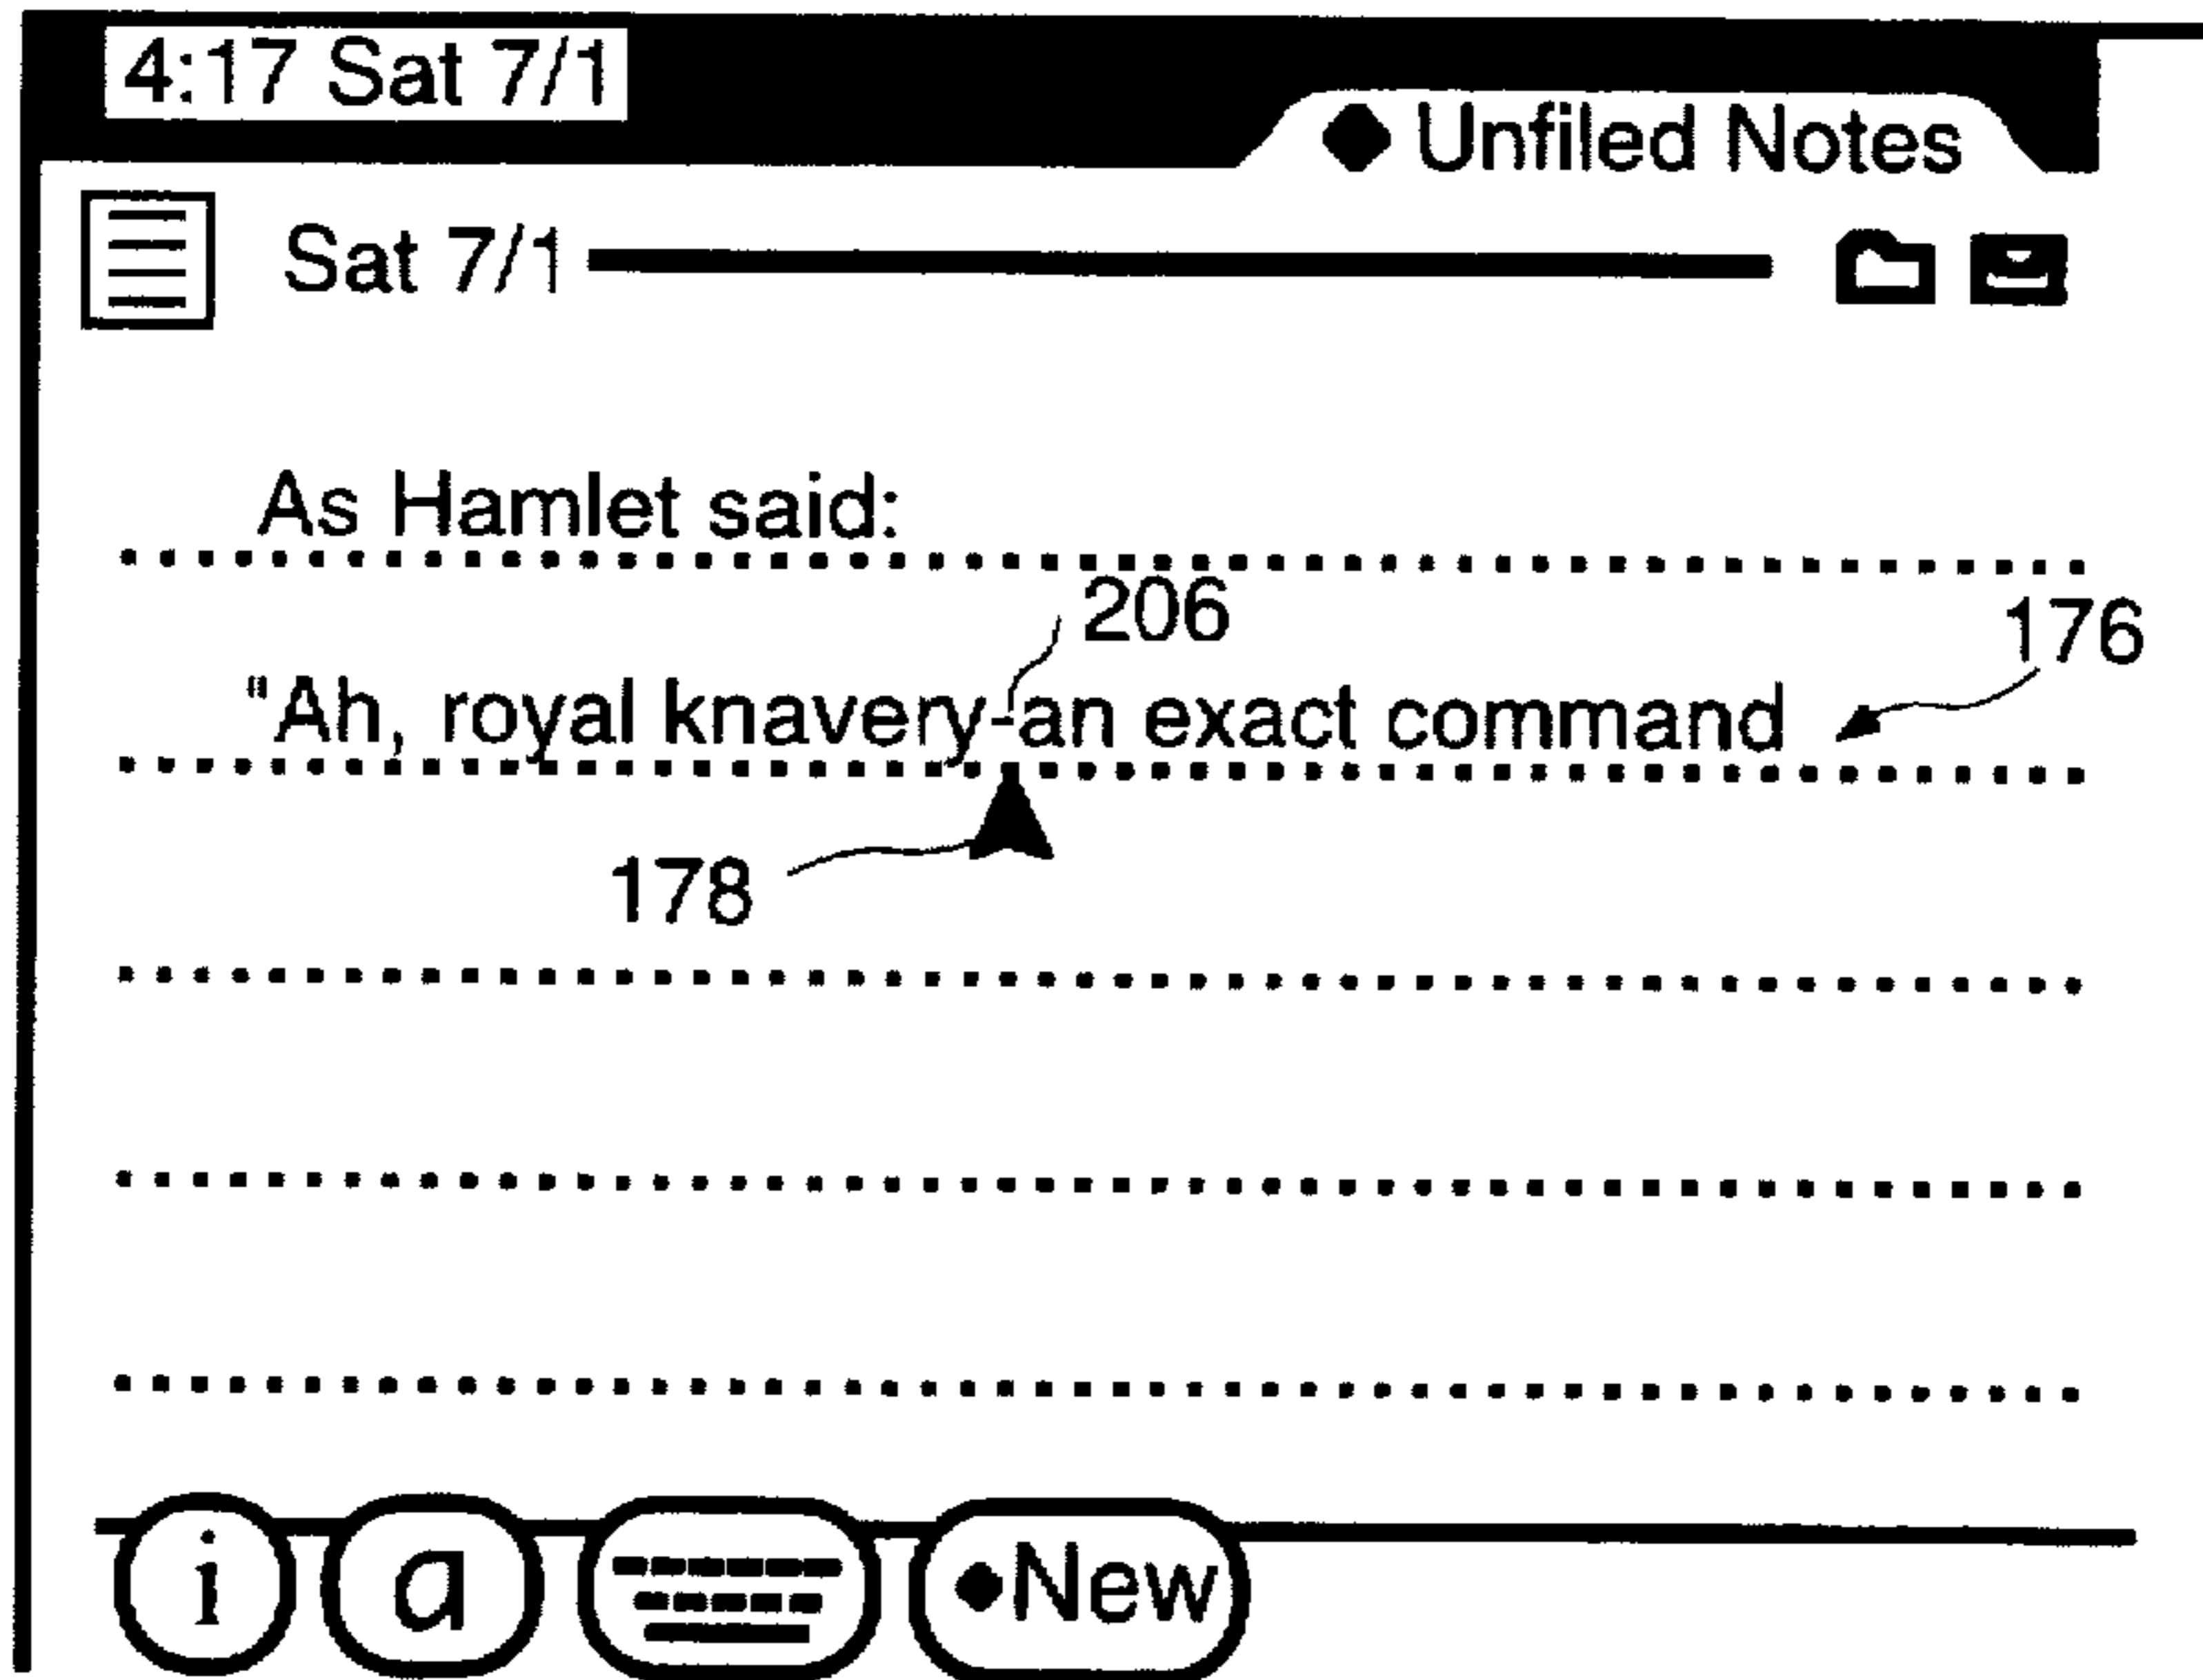 4:17 Sat 7/1
◆ Unfiled Notes
Sat 7/1
As Hamlet said:
206
176
"Ah, royal knavery-an exact command
178
i a ◆New